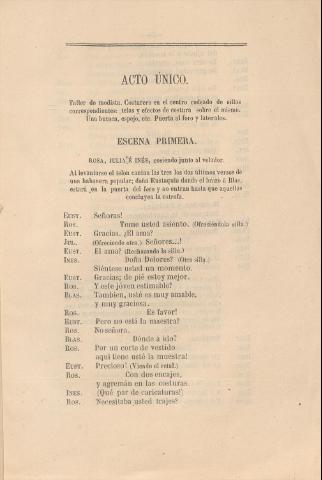 ACTO ÚNICO.
Taller de modista. Costurero en el centro rodeado de sillas
correspondientes: telas y efectos de costura sobre el mismo.
Una butaca, espejo, etc. Puerta al foro y laterales.
ESCENA PRIMERA.
ROSA, JULIA É INÉS, cosiendo junto al velador.
Al levantarse el telon cantan las tres los dos últimos versos de
una habanera popular; doña Eustaquia dando el brazo á Blas,
estará en la puerta del foro y no entran hasta que aquellas
concluyen la estrofa.
EUST. Señoras!
ROS. Tome usted asiento. (Ofreciéndola silla.)
EUST. Gracias. ¿El ama?
JUL. (Ofreciendo otra.) Señores...!
EUST. El ama? (Rechazando la silla.)
INES. Doña Dolores? (Otra silla.)
Siéntese usted un momento.
EUST. Gracias; de pié estoy mejor.
ROS. Y este jóven estimable?
BLAS. Tambien, usté es muy amable,
y muy graciosa.
ROS. Es favor!
EUST. Pero no está la maestra?
ROS. No señora.
BLAS. Dónde á ido?
ROS. Por un corte de vestido
aqui tiene usté la muestra!
EUST. Precioso! (Viendo el retal.)
ROS. Con dos encajes,
y agremán en las costuras
INES. (Qué par de caricaturas!)
ROS. Necesitaba usted trajes?